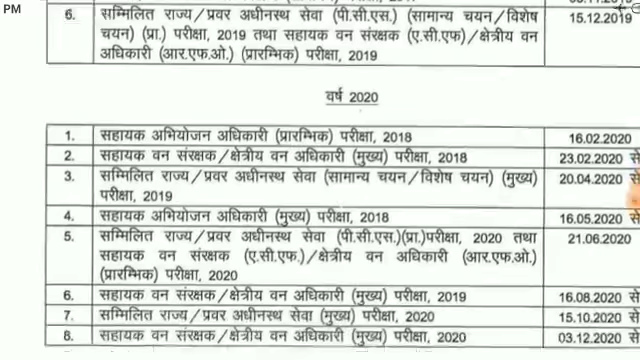 PM
6. सम्मिलित राज्य/प्रवर अधीनस्थ सेवा (पी.सी.एस.) (सामान्य चयन/विशेष 15.12.2019
चयन) (प्रा.) परीक्षा, 2019 तथा सहायक वन संरक्षक (ए.सी.एफ)/क्षेत्रीय वन
अधिकारी (आर.एफ.ओ.) (प्रारम्भिक) परीक्षा, 2019
वर्ष 2020
1. सहायक अभियोजन अधिकारी (प्रारम्भिक) परीक्षा, 2018 16.02.2020
2. सहायक वन संरक्षक/क्षेत्रीय वन अधिकारी (मुख्य) परीक्षा, 2018 23.02.2020 से
3. सम्मिलित राज्य/प्रवर अधीनस्थ सेवा (सामान्य चयन/विशेष चयन) (मुख्य) 20.04.2020 से
परीक्षा, 2019
4. सहायक अभियोजन अधिकारी (मुख्य) परीक्षा, 2018 16.05.2020 से
5. सम्मिलित राज्य/प्रवर अधीनस्थ सेवा (पी.सी.एस.)(प्रा.)परीक्षा, 2020 तथा 21.06.2020
सहायक वन संरक्षक (ए.सी.एफ.)/क्षेत्रीय वन अधिकारी (आर.एफ.ओ.)
(प्रारम्भिक) परीक्षा, 2020
6. सहायक वन संरक्षक/क्षेत्रीय वन अधिकारी (मुख्य) परीक्षा, 2019 16.08.2020 से
7. सम्मिलित राज्य/प्रवर अधीनस्थ सेवा (मुख्य) परीक्षा, 2020 15.10.2020 से
8. सहायक वन संरक्षक/क्षेत्रीय वन अधिकारी (मुख्य) परीक्षा, 2020 03.12.2020 से